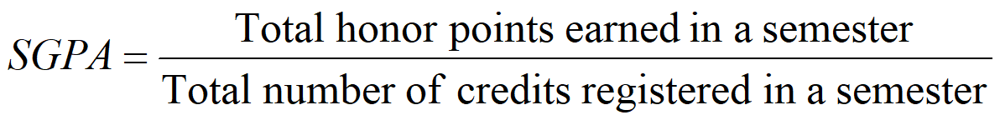 SGPA = Total honor points earned in a semester
Total number of credits registered in a semester